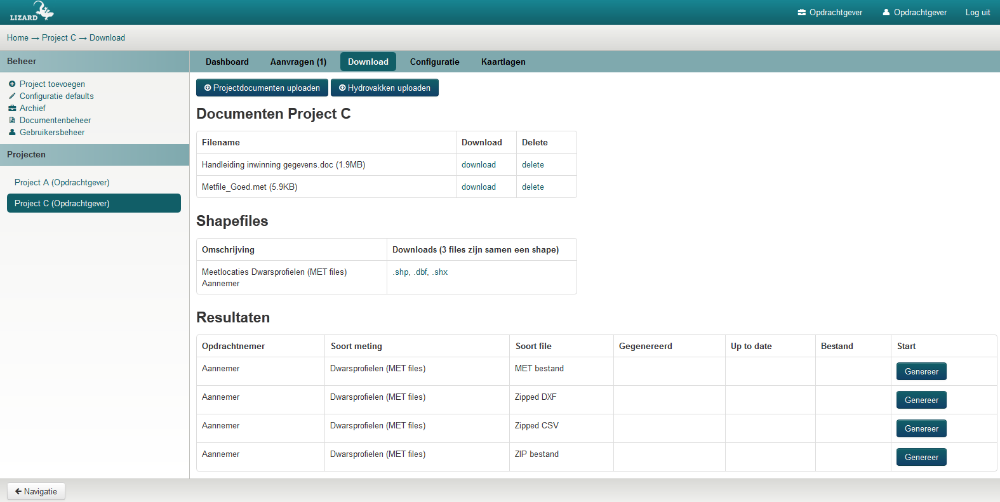 LIZARD
Opdrachtgever Opdrachtgever Log uit
Home → Project C → Download
Beheer
Project toevoegen
Configuratie defaults
Archief
Documentenbeheer
Gebruikersbeheer
Projecten
Project A (Opdrachtgever)
Project C (Opdrachtgever)
Dashboard Aanvragen (1) Download Configuratie Kaartlagen
Projectdocumenten uploaden Hydrovakken uploaden
Documenten Project C
Filename Download Delete
Handleiding inwinning gegevens.doc (1.9MB) download delete
Metfile_Goed.met (5.9KB) download delete
Shapefiles
Omschrijving Downloads (3 files zijn samen een shape)
Meetlocaties Dwarsprofielen (MET files) .shp, .dbf, .shx
Aannemer
Resultaten
Opdrachtnemer Soort meting Soort file Gegenereerd Up to date Bestand Start
Aannemer Dwarsprofielen (MET files) MET bestand Genereer
Aannemer Dwarsprofielen (MET files) Zipped DXF Genereer
Aannemer Dwarsprofielen (MET files) Zipped CSV Genereer
Aannemer Dwarsprofielen (MET files) ZIP bestand Genereer
← Navigatie